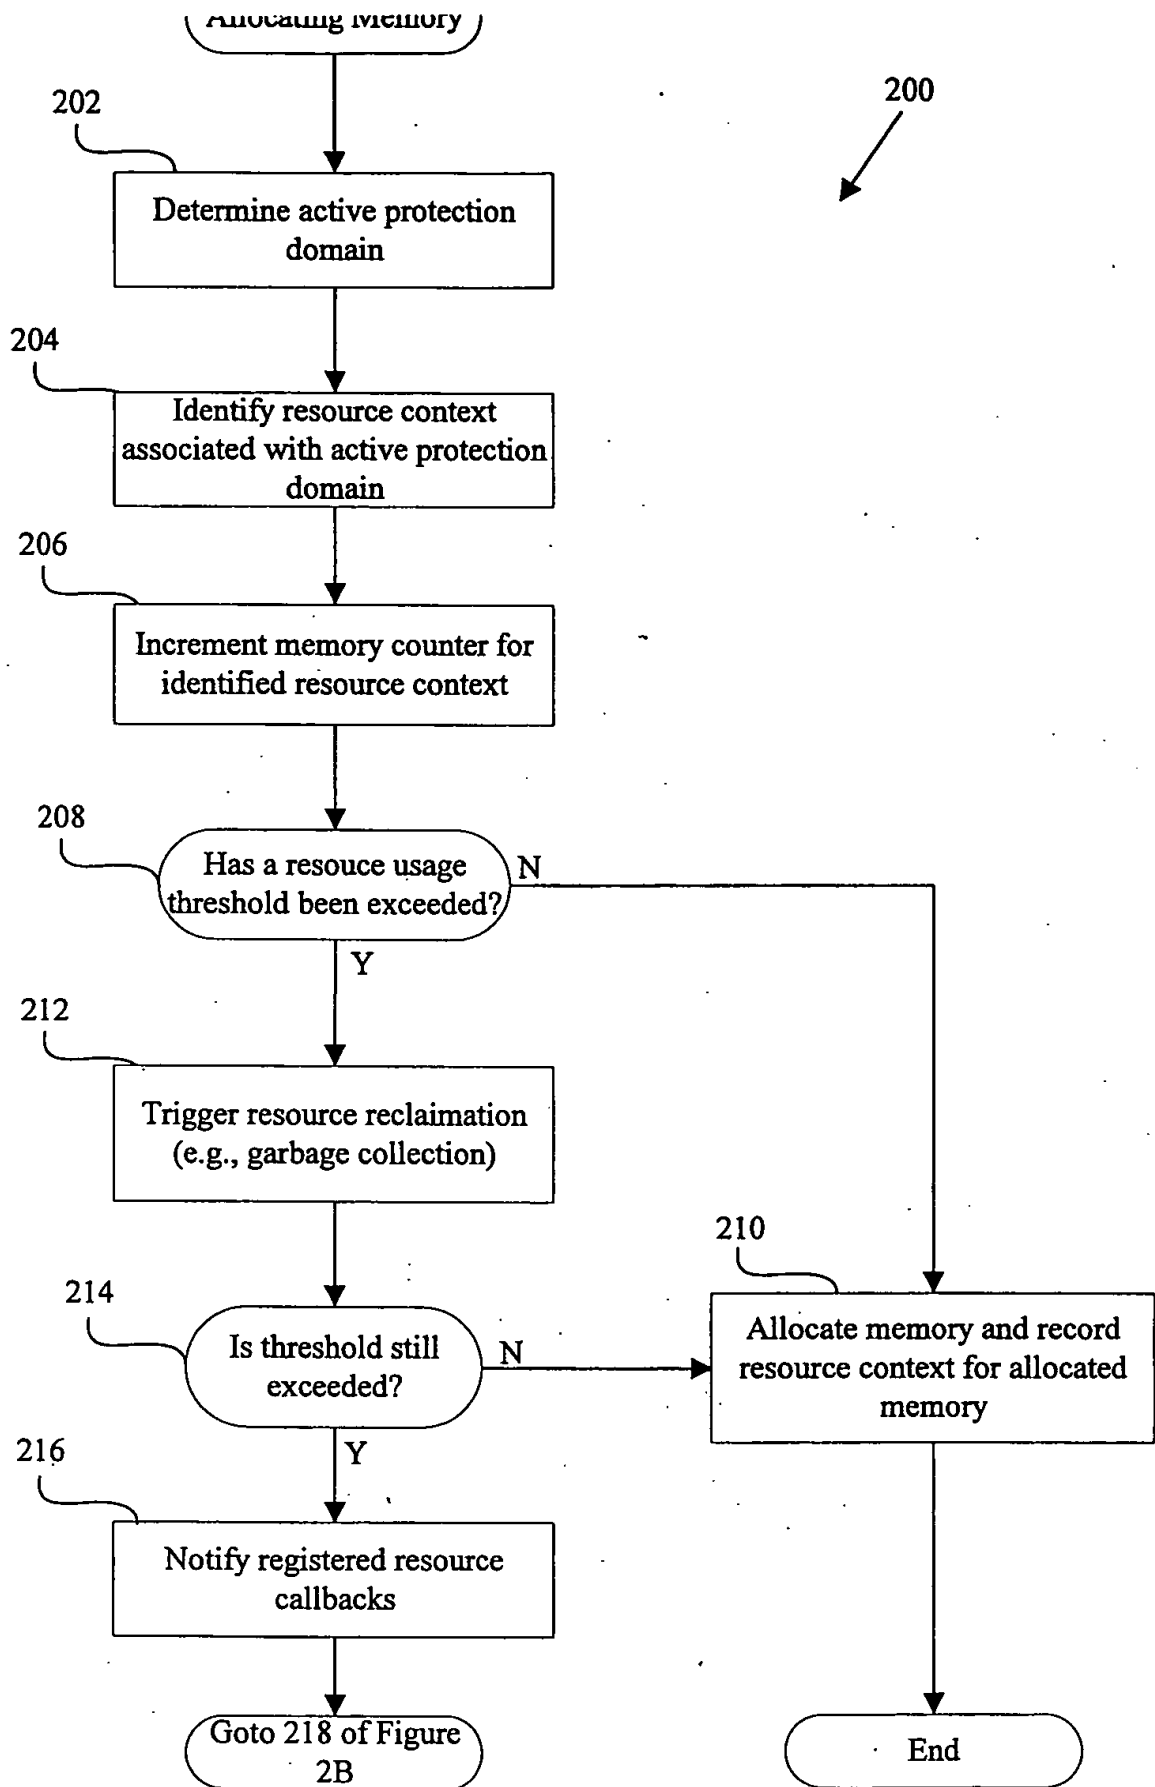 Allocating Memory
200
202
Determine active protection
domain
204
Identify resource context
associated with active protection
domain
206
Increment memory counter for
identified resource context
208
Has a resouce usage
threshold been exceeded?
N
Y
212
Trigger resource reclaimation
(e.g., garbage collection)
210
Allocate memory and record
resource context for allocated
memory
214
Is threshold still
exceeded?
N
Y
216
Notify registered resource
callbacks
Goto 218 of Figure
2B
End